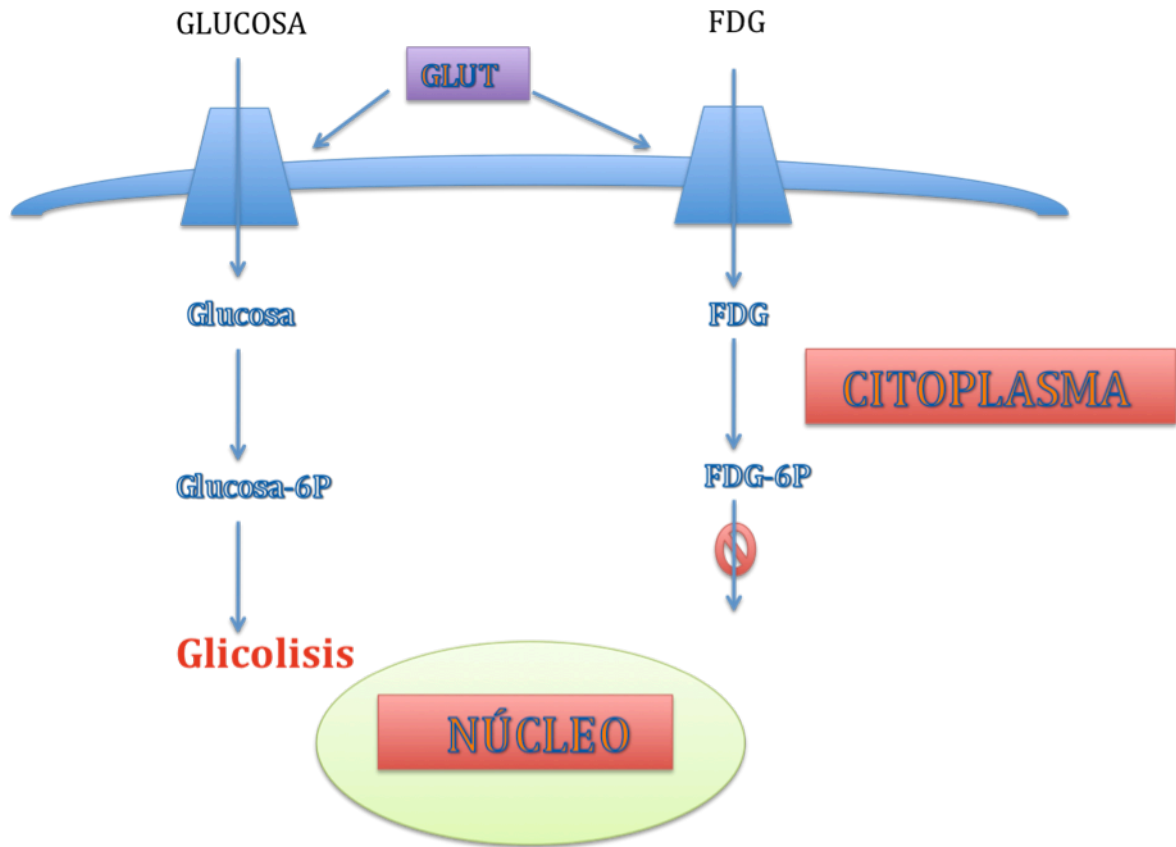 GLUCOSA
FDG
GLUT
Glucosa
FDG
CITOPLASMA
Glucosa-6P
FDG-6P
Glicolisis
NÚCLEO